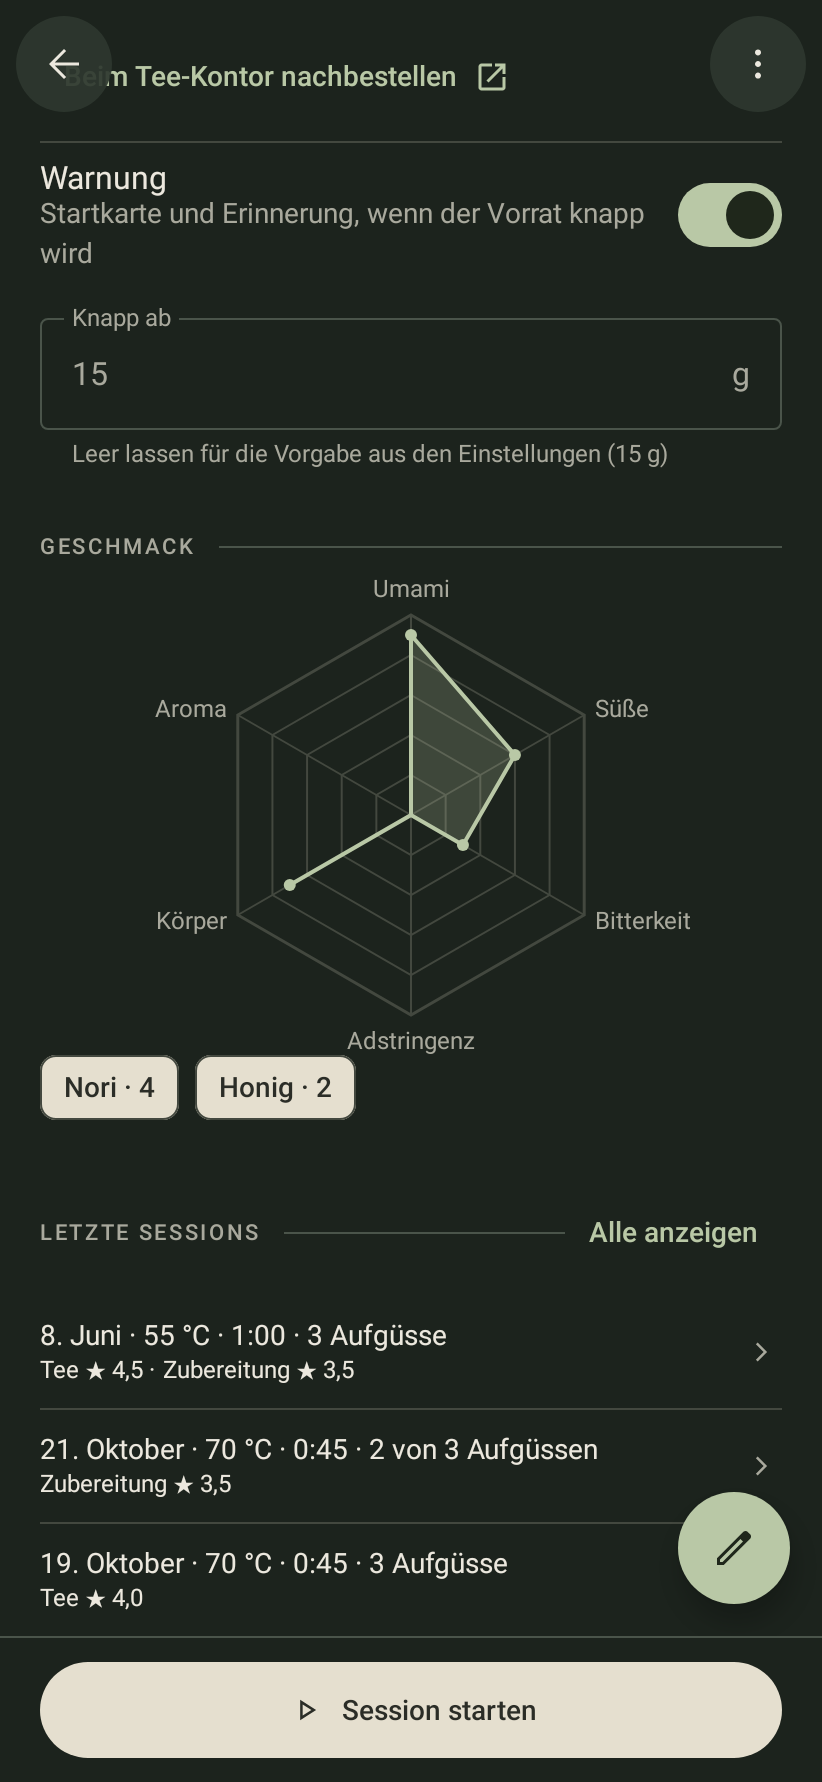 Beim Tee-Kontor nachbestellen
Warnung
Startkarte und Erinnerung, wenn der Vorrat knapp
wird
Knapp ab
15 g
Leer lassen für die Vorgabe aus den Einstellungen (15 g)
GESCHMACK
Umami
Aroma
Süße
Körper
Bitterkeit
Adstringenz
Nori · 4
Honig · 2
LETZTE SESSIONS
Alle anzeigen
8. Juni · 55 °C · 1:00 · 3 Aufgüsse
Tee ★ 4,5 · Zubereitung ★ 3,5
21. Oktober · 70 °C · 0:45 · 2 von 3 Aufgüssen
Zubereitung ★ 3,5
19. Oktober · 70 °C · 0:45 · 3 Aufgüsse
Tee ★ 4,0
Session starten